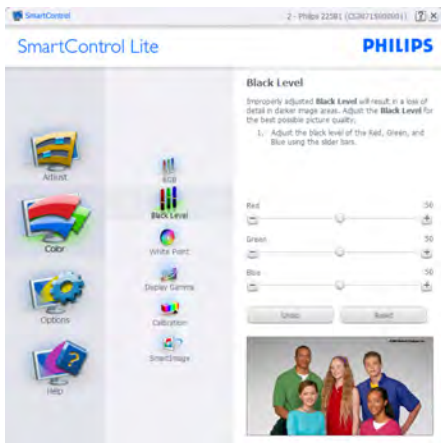 SmartControl
SmartControl Lite
PHILIPS
Black Level
Improperly adjusted Black Level will result in a loss of
detail in darker image areas. Adjust the Black Level for
the best possible picture quality.
1. Adjust the black level of the Red, Green, and
Blue using the slider bars.
Adjust
Color
Options
Help
RGB
Black Level
White Point
Display Gamma
Calibration
SmartImage
Red 50
Green 50
Blue 50
Undo
Reset